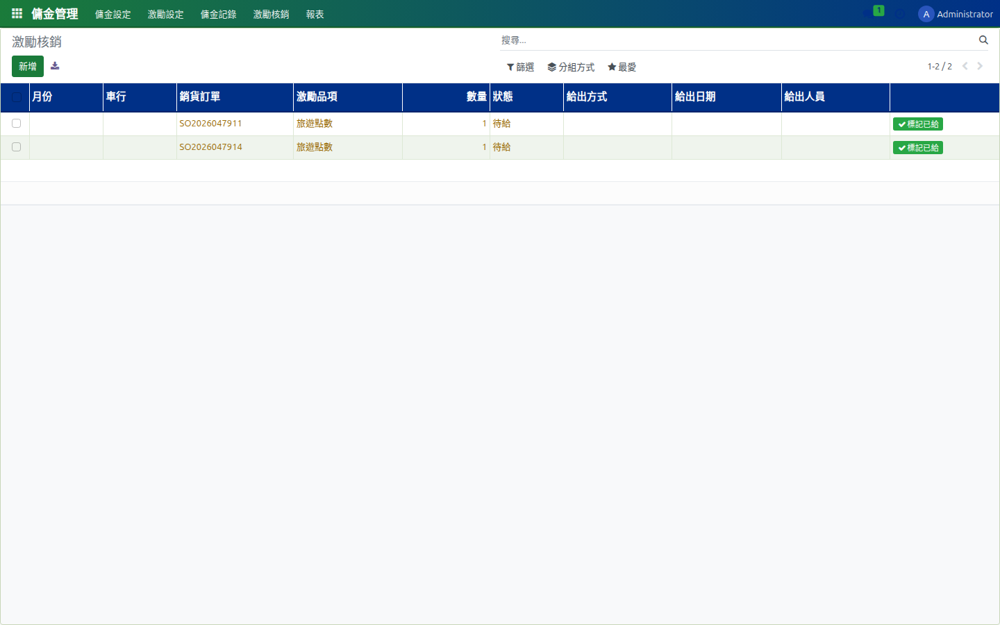 傭金管理 傭金設定 激勵設定 傭金記錄 激勵核銷 報表 1 A Administrator
激勵核銷 搜尋...
新增 篩選 分組方式 最愛 1-2 / 2
月份 車行 銷貨訂單 激勵品項 數量 狀態 給出方式 給出日期 給出人員
SO2026047911 旅遊點數 1 待給 標記已給
SO2026047914 旅遊點數 1 待給 標記已給